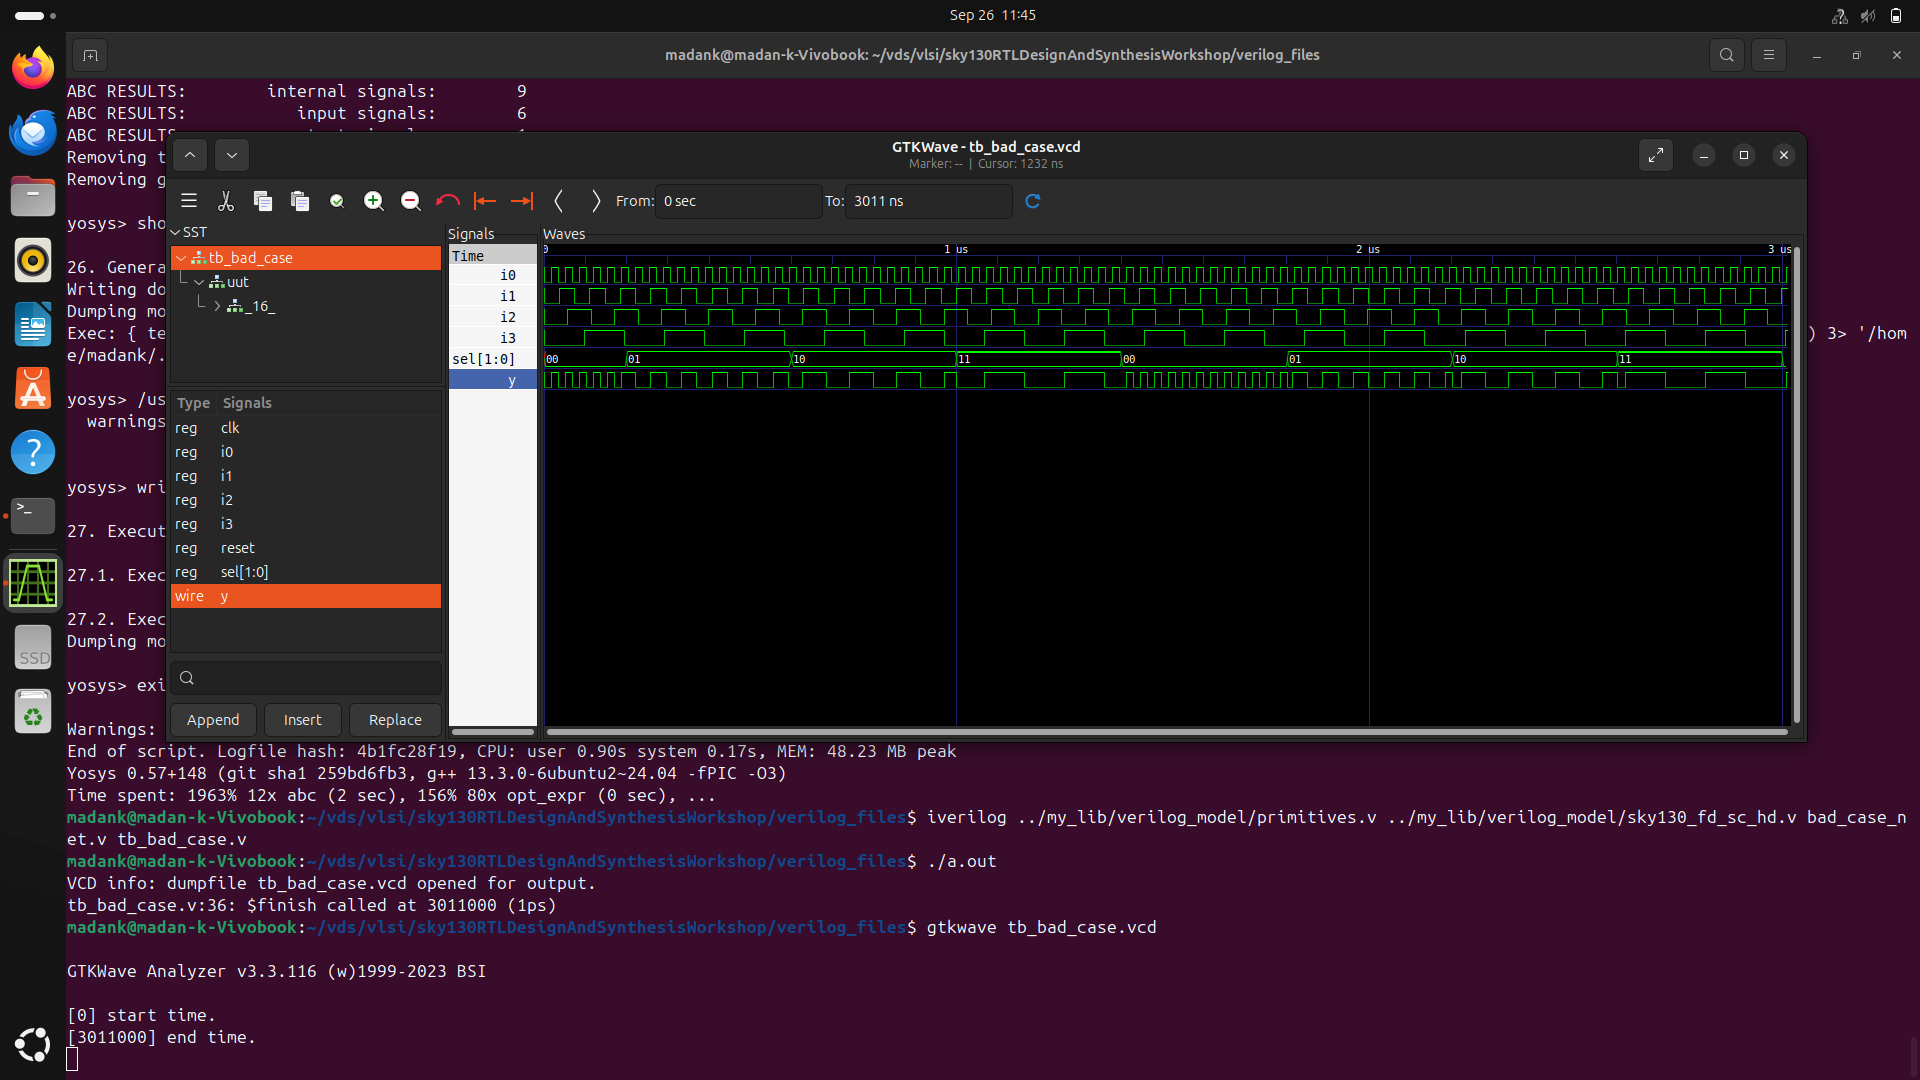 Sep 26 11:45
madank@madan-k-Vivobook: ~/vds/vlsi/sky130RTLDesignAndSynthesisWorkshop/verilog_files
ABC RESULTS: internal signals: 9
ABC RESULTS: input signals: 6
ABC RESULTS:
Removing t
Removing g
yosys> sho
26. Genera
Writing do
Dumping mo
Exec: { te
) 3> '/hom
e/madank/.
yosys> /us
warnings
yosys> wri
27. Execut
27.1. Exec
27.2. Exec
Dumping mo
yosys> exi
Warnings:
GTKWave - tb_bad_case.vcd
Marker: -- | Cursor: 1232 ns
From: 0 sec To: 3011 ns
SST
tb_bad_case
uut
_16_
Type Signals
reg clk
reg i0
reg i1
reg i2
reg i3
reg reset
reg sel[1:0]
wire y
Append Insert Replace
Signals
Time
i0
i1
i2
i3
sel[1:0]
y
Waves
0 1 us 2 us 3 us
00 01 10 11 00 01 10 11
End of script. Logfile hash: 4b1fc28f19, CPU: user 0.90s system 0.17s, MEM: 48.23 MB peak
Yosys 0.57+148 (git sha1 259bd6fb3, g++ 13.3.0-6ubuntu2~24.04 -fPIC -O3)
Time spent: 1963% 12x abc (2 sec), 156% 80x opt_expr (0 sec), ...
madank@madan-k-Vivobook:~/vds/vlsi/sky130RTLDesignAndSynthesisWorkshop/verilog_files$ iverilog ../my_lib/verilog_model/primitives.v ../my_lib/verilog_model/sky130_fd_sc_hd.v bad_case_n
et.v tb_bad_case.v
madank@madan-k-Vivobook:~/vds/vlsi/sky130RTLDesignAndSynthesisWorkshop/verilog_files$ ./a.out
VCD info: dumpfile tb_bad_case.vcd opened for output.
tb_bad_case.v:36: $finish called at 3011000 (1ps)
madank@madan-k-Vivobook:~/vds/vlsi/sky130RTLDesignAndSynthesisWorkshop/verilog_files$ gtkwave tb_bad_case.vcd
GTKWave Analyzer v3.3.116 (w)1999-2023 BSI
[0] start time.
[3011000] end time.
SSD